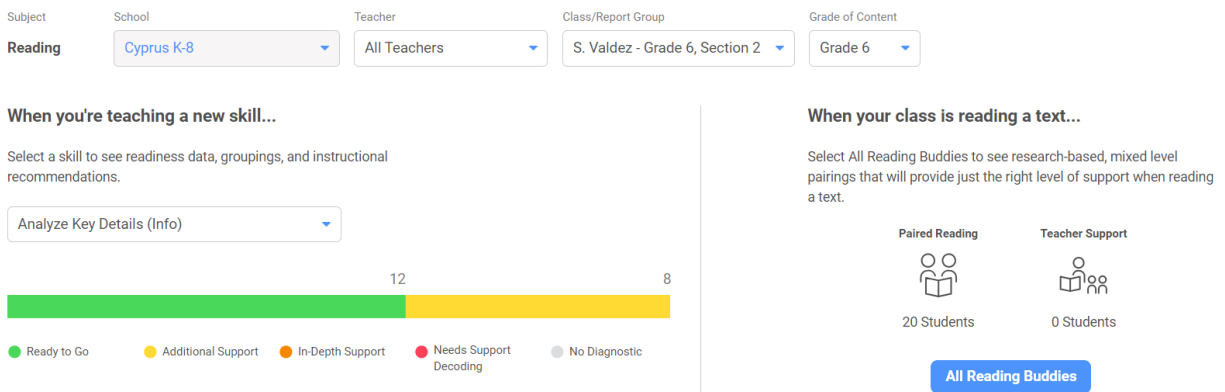 Subject
School
Teacher
Class/Report Group
Grade of Content
Reading
Cyprus K-8
All Teachers
S. Valdez - Grade 6, Section 2
Grade 6
When you're teaching a new skill...
Select a skill to see readiness data, groupings, and instructional
recommendations.
Analyze Key Details (Info)
12
8
Ready to Go
Additional Support
In-Depth Support
Needs Support
Decoding
No Diagnostic
When your class is reading a text...
Select All Reading Buddies to see research-based, mixed level
pairings that will provide just the right level of support when reading
a text.
Paired Reading
Teacher Support
20 Students
0 Students
All Reading Buddies